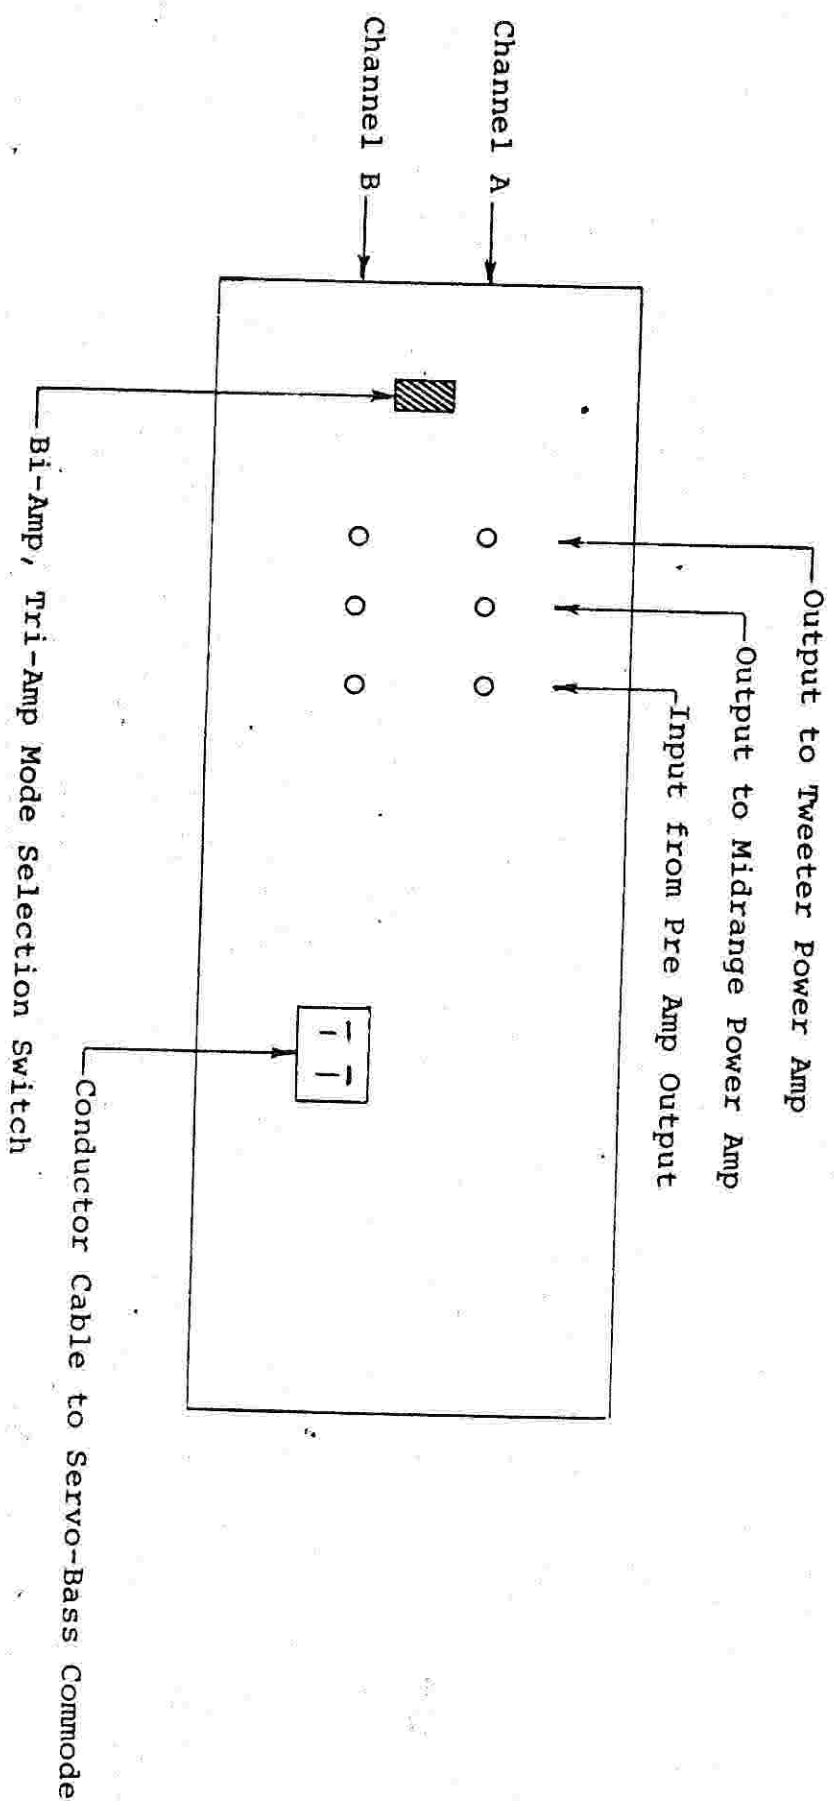 Output to Tweeter Power Amp
Output to Midrange Power Amp
Input from Pre Amp Output
Channel A
Channel B
Conductor Cable to Servo-Bass Commode
Bi-Amp, Tri-Amp Mode Selection Switch